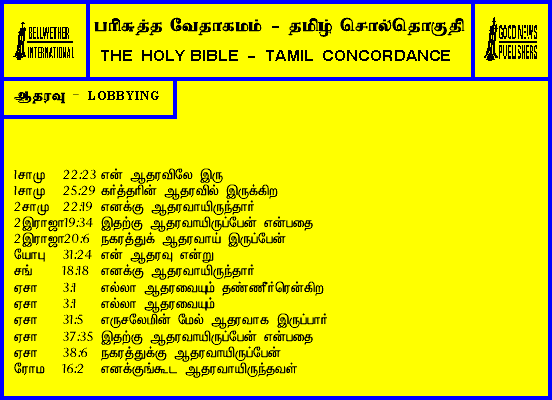 BELLWETHER
INTERNATIONAL
பரிசுத்த வேதாகமம் - தமிழ் சொல்தொகுதி
THE HOLY BIBLE - TAMIL CONCORDANCE
GOOD NEWS
PUBLISHERS
ஆதரவு - LOBBYING
1சாமு 22:23 என் ஆதரவிலே இரு
1சாமு 25:29 கர்த்தரின் ஆதரவில் இருக்கிற
2சாமு 22:19 எனக்கு ஆதரவாயிருந்தார்
2இராஜா19:34 இதற்கு ஆதரவாயிருப்பேன் என்பதை
2இராஜா20:6 நகரத்துக் ஆதரவாய் இருப்பேன்
யோபு 31:24 என் ஆதரவு என்று
சங் 18:18 எனக்கு ஆதரவாயிருந்தார்
ஏசா 3:1 எல்லா ஆதரவையும் தண்ணீர்ரென்கிற
ஏசா 3:1 எல்லா ஆதரவையும்
ஏசா 31:5 எருசலேமின் மேல் ஆதரவாக இருப்பார்
ஏசா 37:35 இதற்கு ஆதரவாயிருப்பேன் என்பதை
ஏசா 38:6 நகரத்துக்கு ஆதரவாயிருப்பேன்
ரோம 16:2 எனக்குங்கூட ஆதரவாயிருந்தவள்